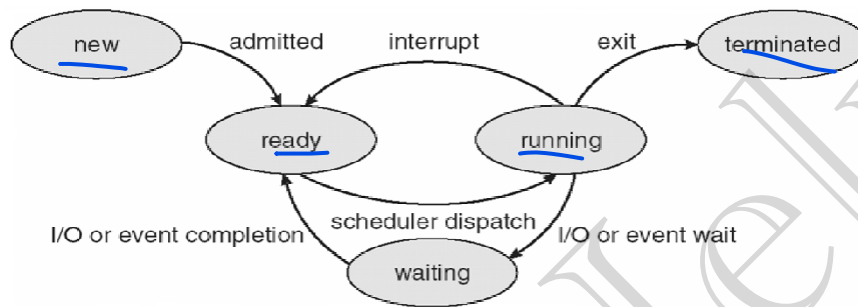 new
admitted
interrupt
exit
terminated
ready
running
scheduler dispatch
I/O or event completion
I/O or event wait
waiting